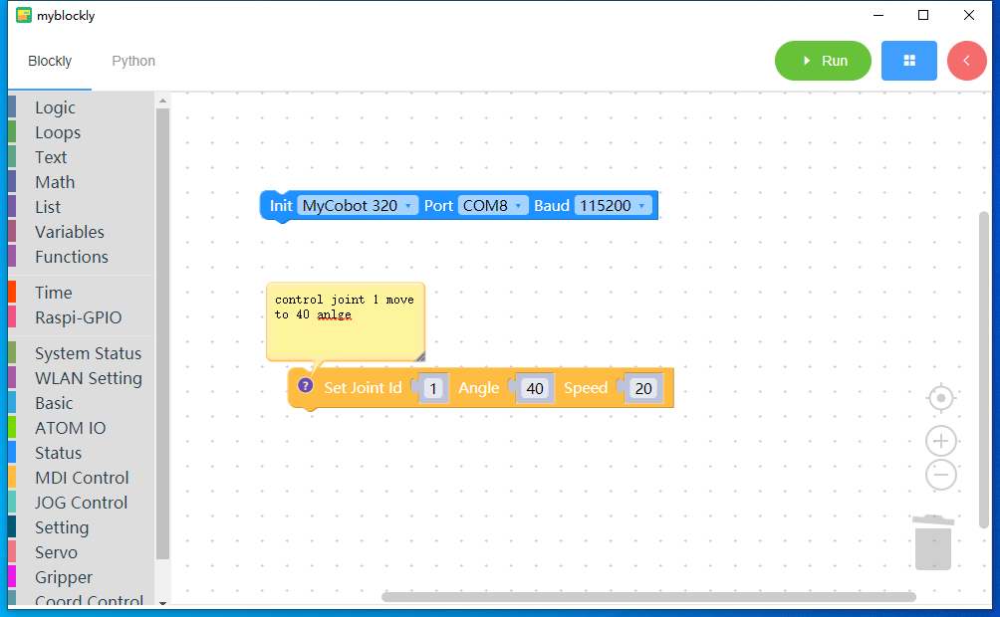 myblockly
Blockly Python Run
Logic
Loops
Text
Math
List
Variables
Functions
Time
Raspi-GPIO
System Status
WLAN Setting
Basic
ATOM IO
Status
MDI Control
JOG Control
Setting
Servo
Gripper
Coord Control
Init MyCobot 320 Port COM8 Baud 115200
control joint 1 move
to 40 anlge
? Set Joint Id 1 Angle 40 Speed 20